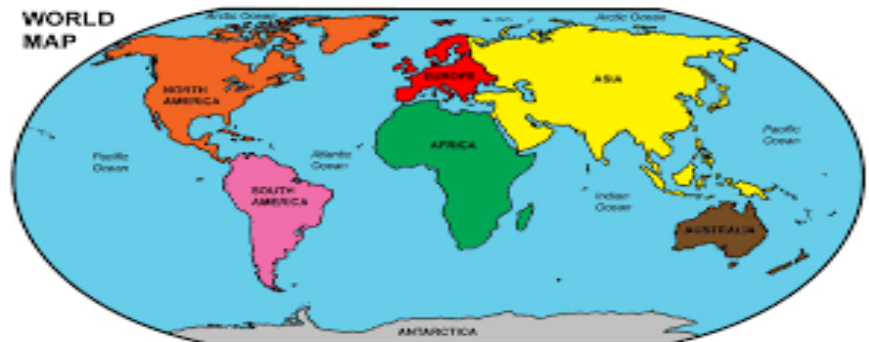 WORLD
MAP
Arctic Ocean
Arctic Ocean
NORTH
AMERICA
EUROPE
ASIA
Pacific
Ocean
Atlantic
Ocean
AFRICA
Pacific
Ocean
SOUTH
AMERICA
Indian
Ocean
AUSTRALIA
ANTARCTICA